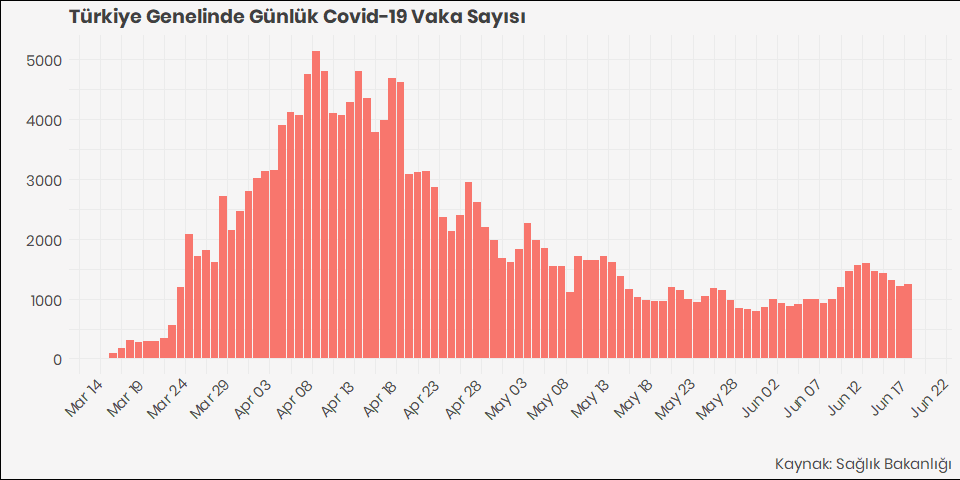 Türkiye Genelinde Günlük Covid-19 Vaka Sayısı
5000
4000
3000
2000
1000
0
Mar 14
Mar 19
Mar 24
Mar 29
Apr 03
Apr 08
Apr 13
Apr 18
Apr 23
Apr 28
May 03
May 08
May 13
May 18
May 23
May 28
Jun 02
Jun 07
Jun 12
Jun 17
Jun 22
Kaynak: Sağlık Bakanlığı